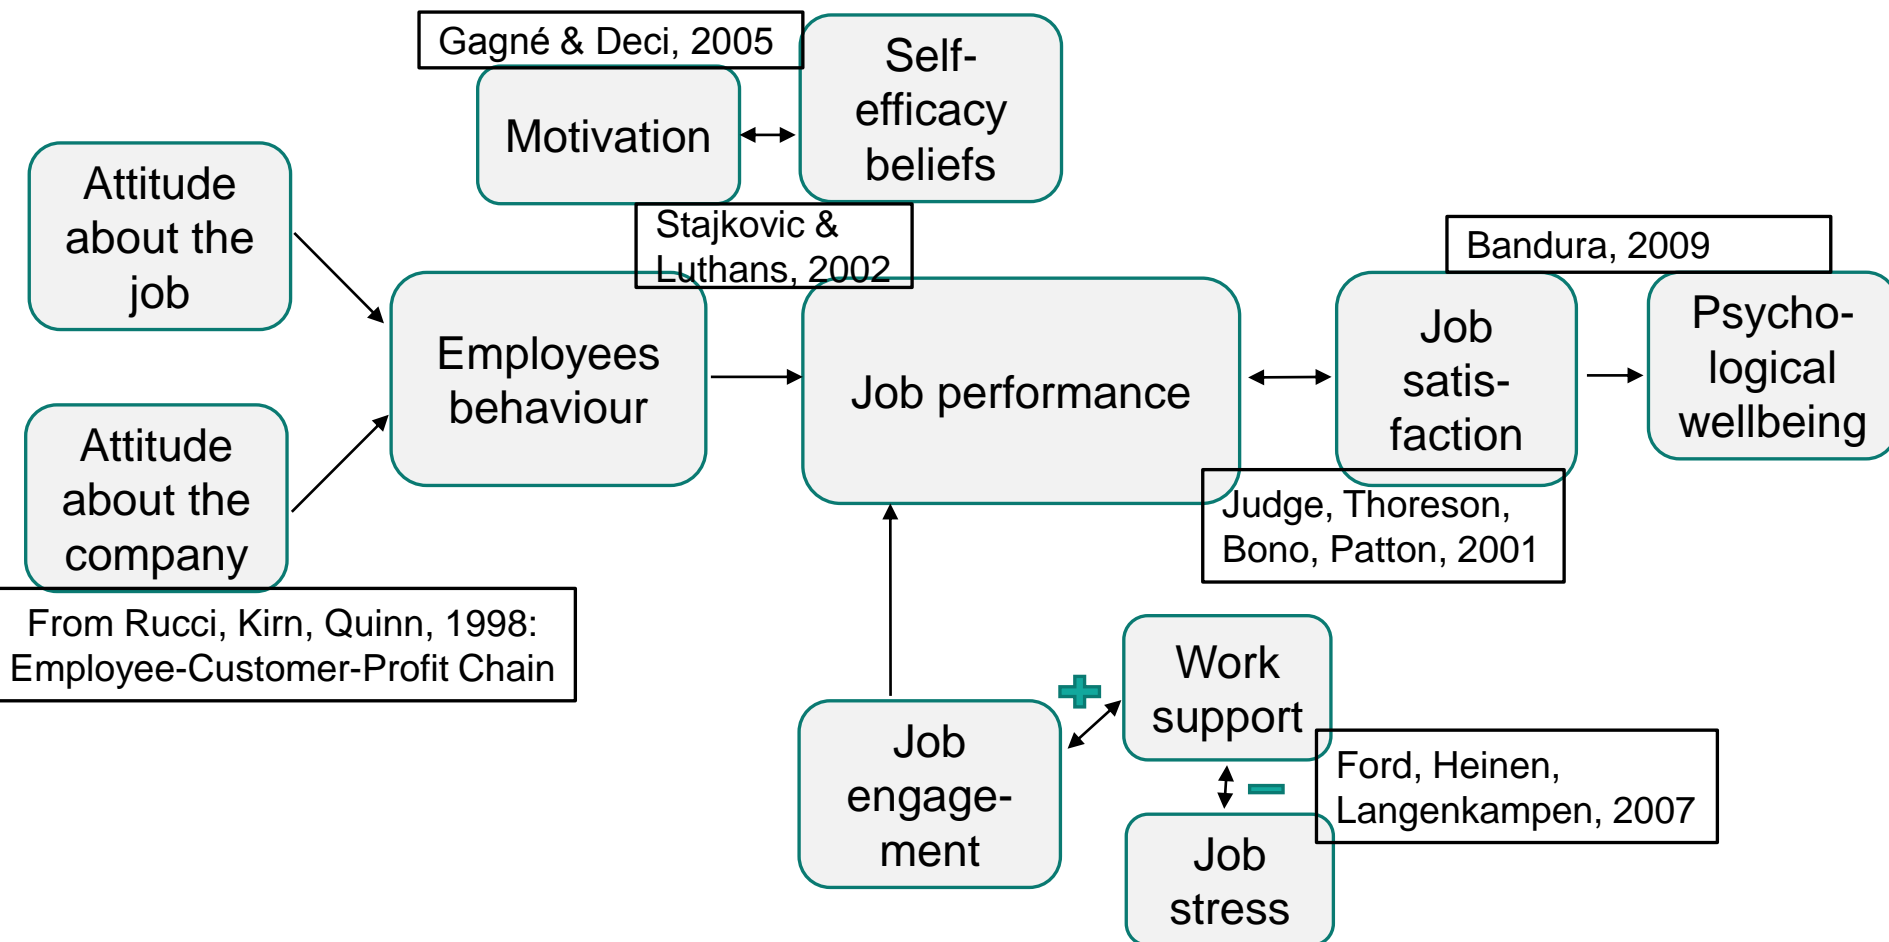 Gagné & Deci, 2005
Self-
efficacy
beliefs
Motivation
Attitude
about the
job
Stajkovic &
Luthans, 2002
Bandura, 2009
Employees
behaviour
Job performance
Job
satis-
faction
Psycho-
logical
wellbeing
Attitude
about the
company
Judge, Thoreson,
Bono, Patton, 2001
From Rucci, Kirn, Quinn, 1998:
Employee-Customer-Profit Chain
Work
support
Job
engage-
ment
Ford, Heinen,
Langenkampen, 2007
Job
stress